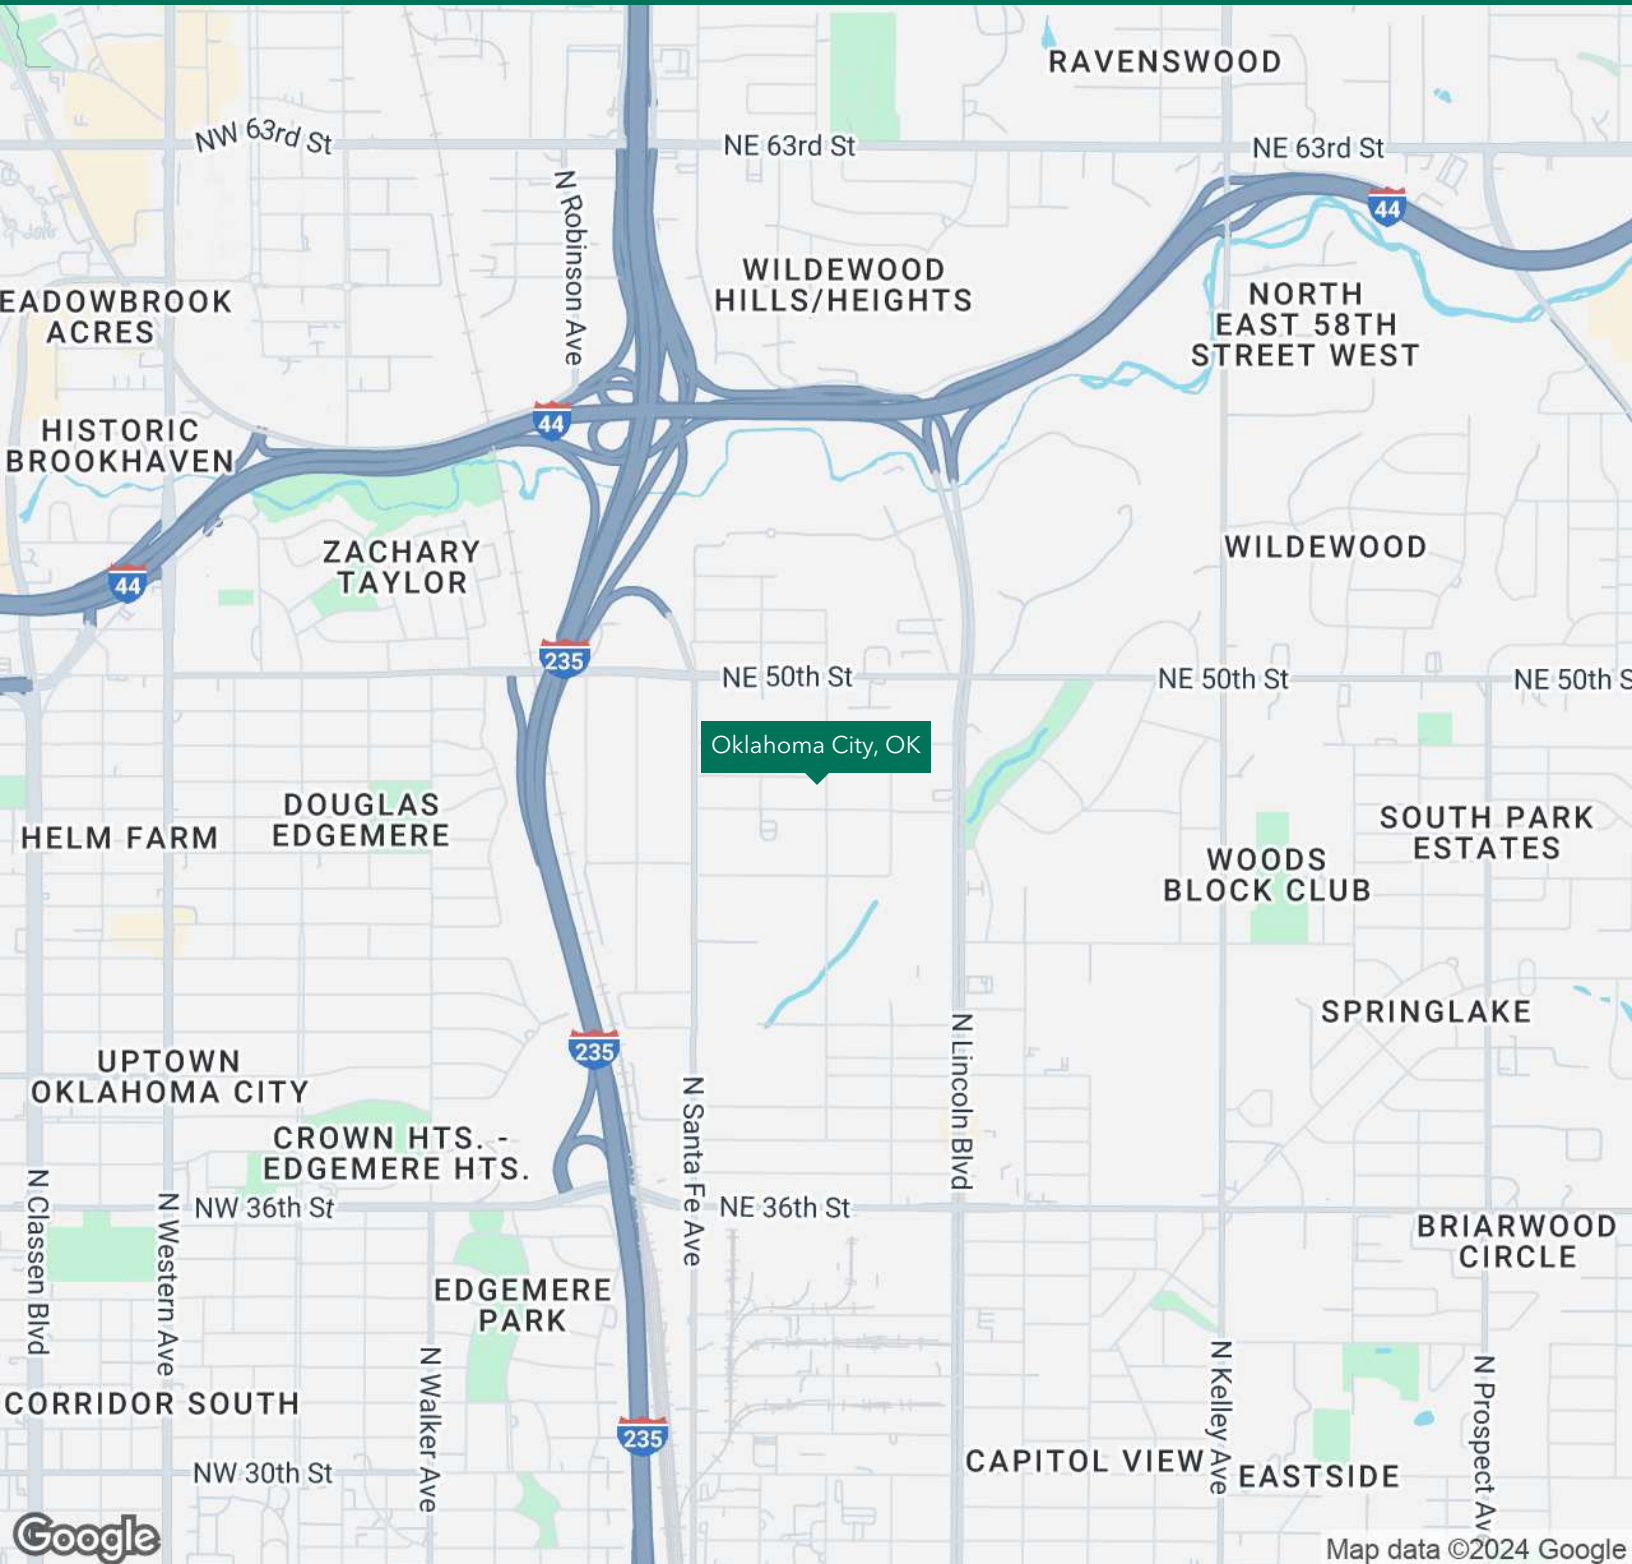 RAVENSWOOD
NW 63rd St
NE 63rd St
NE 63rd St
44
N Robinson Ave
WILDEWOOD
HILLS/HEIGHTS
EADOWBROOK
ACRES
NORTH
EAST 58TH
STREET WEST
44
HISTORIC
BROOKHAVEN
ZACHARY
TAYLOR
WILDEWOOD
44
235
NE 50th St
NE 50th St
NE 50th S
Oklahoma City, OK
DOUGLAS
EDGEMERE
HELM FARM
SOUTH PARK
ESTATES
WOODS
BLOCK CLUB
SPRINGLAKE
235
UPTOWN
OKLAHOMA CITY
N Santa Fe Ave
N Lincoln Blvd
CROWN HTS. -
EDGEMERE HTS.
N Classen Blvd
N Western Ave
NW 36th St
NE 36th St
BRIARWOOD
CIRCLE
EDGEMERE
PARK
N Walker Ave
N Kelley Ave
N Prospect Av
CORRIDOR SOUTH
235
CAPITOL VIEW
EASTSIDE
NW 30th St
Google
Map data ©2024 Google